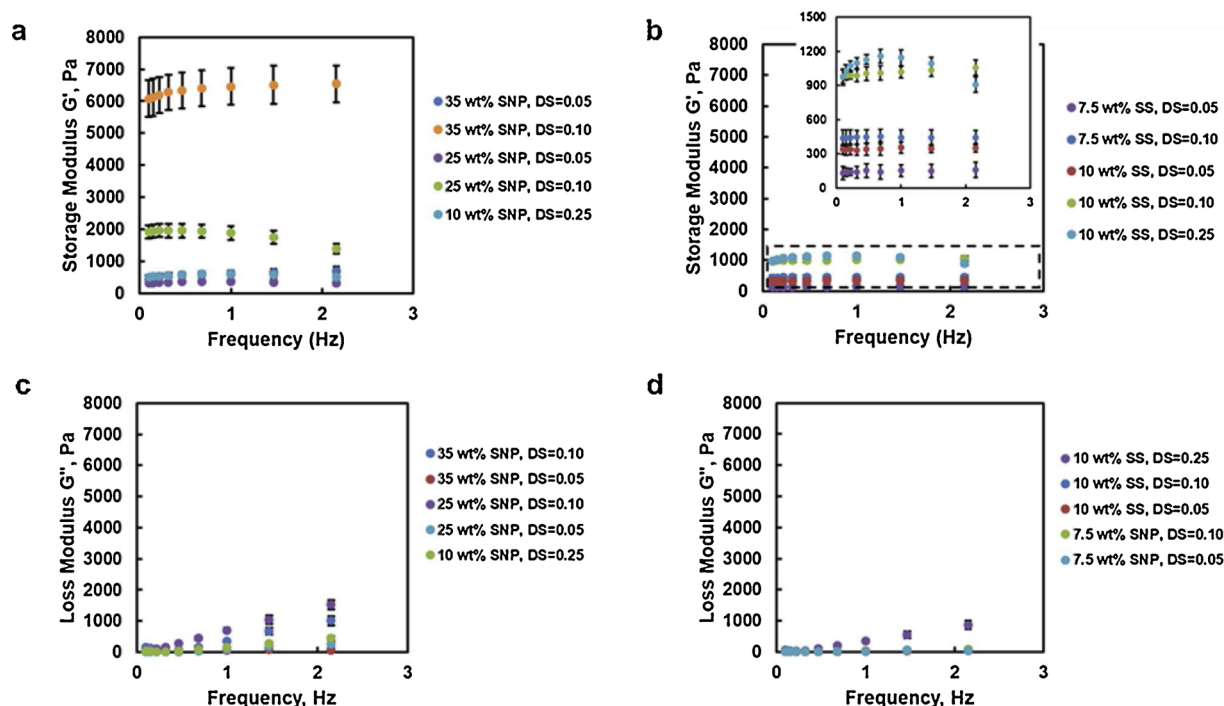 a
8000
7000
6000
5000
4000
3000
2000
1000
0
0
1
2
3
Storage Modulus G', Pa
Frequency (Hz)
35 wt% SNP, DS=0.05
35 wt% SNP, DS=0.10
25 wt% SNP, DS=0.05
25 wt% SNP, DS=0.10
10 wt% SNP, DS=0.25
b
8000
7000
6000
5000
4000
3000
2000
1000
0
0
1
2
3
Storage Modulus G', Pa
Frequency (Hz)
1500
1200
900
600
300
0
0
1
2
3
7.5 wt% SS, DS=0.05
7.5 wt% SS, DS=0.10
10 wt% SS, DS=0.05
10 wt% SS, DS=0.10
10 wt% SS, DS=0.25
c
8000
7000
6000
5000
4000
3000
2000
1000
0
0
1
2
3
Loss Modulus G", Pa
Frequency, Hz
35 wt% SNP, DS=0.10
35 wt% SNP, DS=0.05
25 wt% SNP, DS=0.10
25 wt% SNP, DS=0.05
10 wt% SNP, DS=0.25
d
8000
7000
6000
5000
4000
3000
2000
1000
0
0
1
2
3
Loss Modulus G", Pa
Frequency, Hz
10 wt% SS, DS=0.25
10 wt% SS, DS=0.10
10 wt% SS, DS=0.05
7.5 wt% SNP, DS=0.10
7.5 wt% SNP, DS=0.05